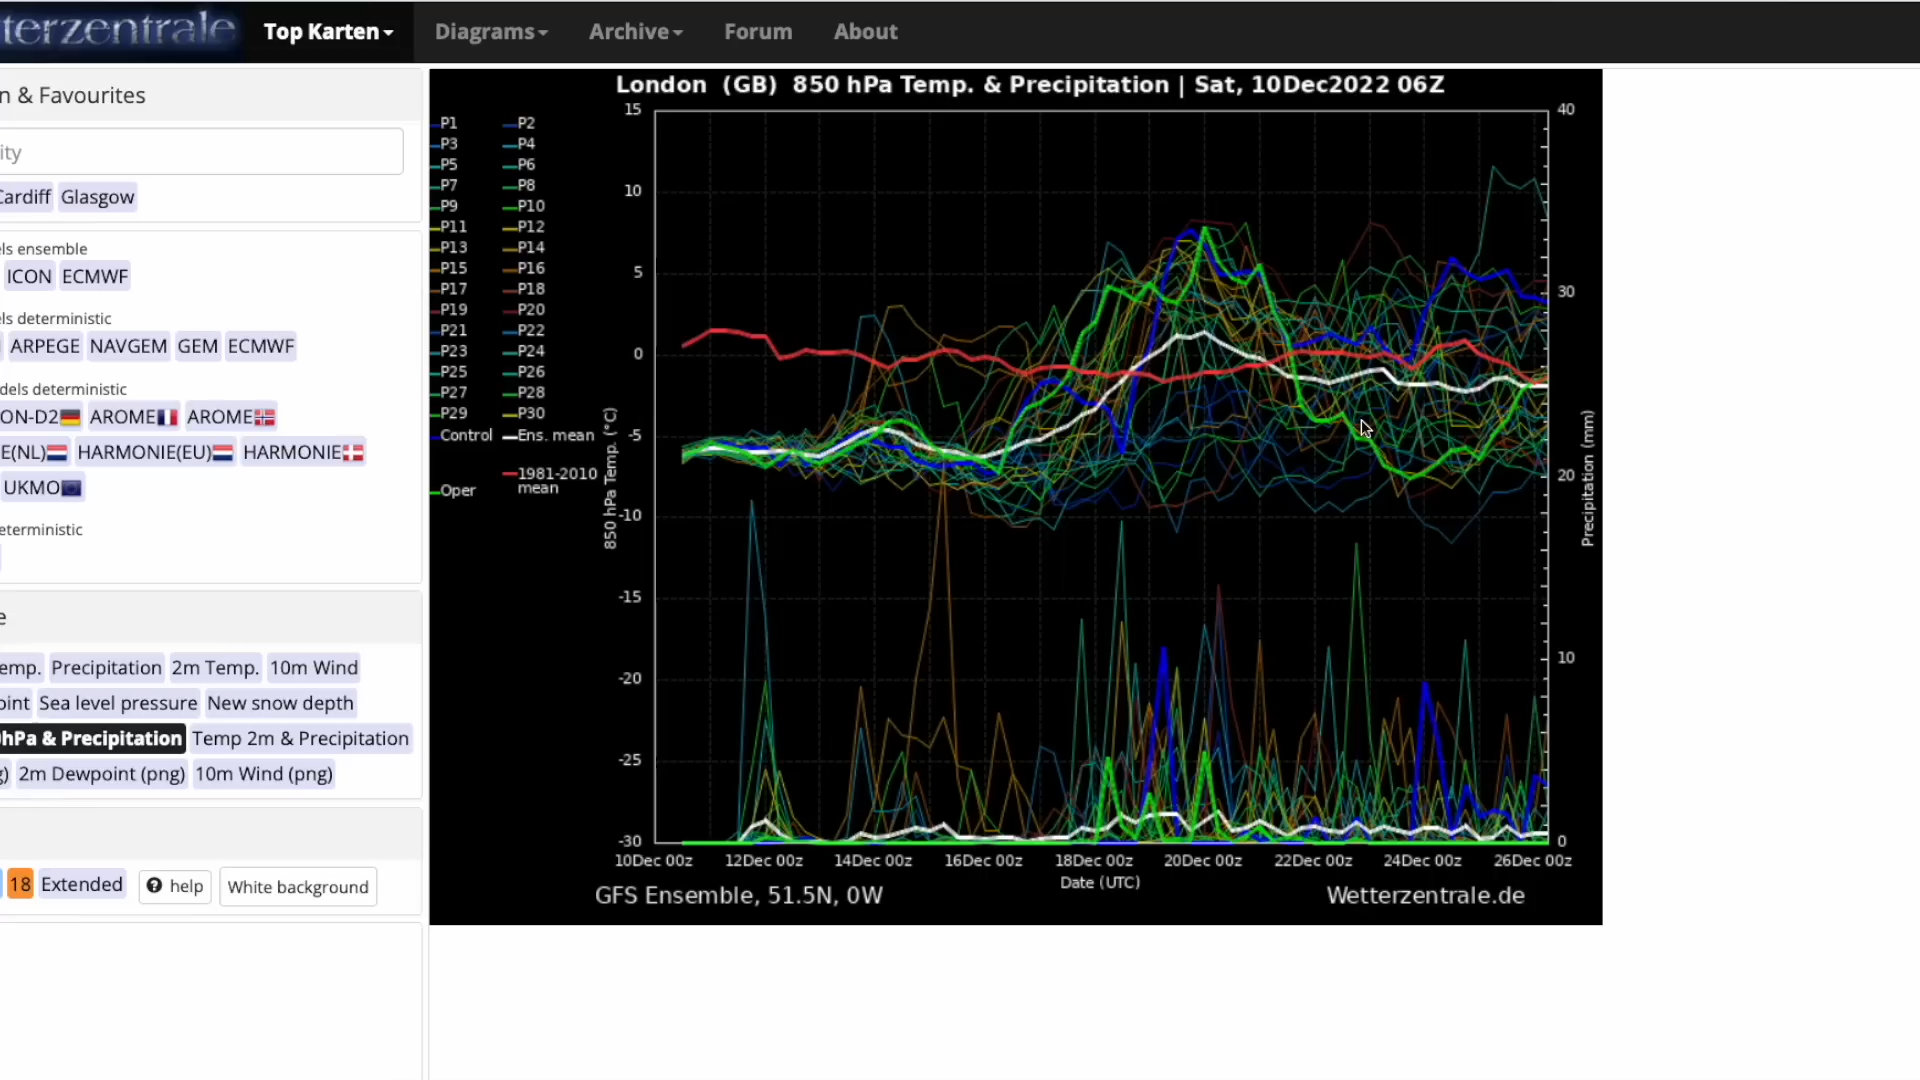 terzentrale
Top Karten
Diagrams
Archive
Forum
About
n & Favourites
ity
Cardiff Glasgow
ls ensemble
ICON ECMWF
els deterministic
ARPEGE NAVGEM GEM ECMWF
dels deterministic
ON-D2 AROME AROME
E(NL) HARMONIE(EU) HARMONIE
UKMO
eterministic
e
emp. Precipitation 2m Temp. 10m Wind
oint Sea level pressure New snow depth
hPa & Precipitation Temp 2m & Precipitation
g) 2m Dewpoint (png) 10m Wind (png)
18 Extended help White background
London (GB) 850 hPa Temp. & Precipitation | Sat, 10Dec2022 06Z
P1 P2
P3 P4
P5 P6
P7 P8
P9 P10
P11 P12
P13 P14
P15 P16
P17 P18
P19 P20
P21 P22
P23 P24
P25 P26
P27 P28
P29 P30
Control Ens. mean
1981-2010
mean
Oper
850 hPa Temp. (°C)
15
10
5
0
-5
-10
-15
-20
-25
-30
40
30
20
10
0
Precipitation (mm)
10Dec 00z 12Dec 00z 14Dec 00z 16Dec 00z 18Dec 00z 20Dec 00z 22Dec 00z 24Dec 00z 26Dec 00z
Date (UTC)
GFS Ensemble, 51.5N, 0W
Wetterzentrale.de